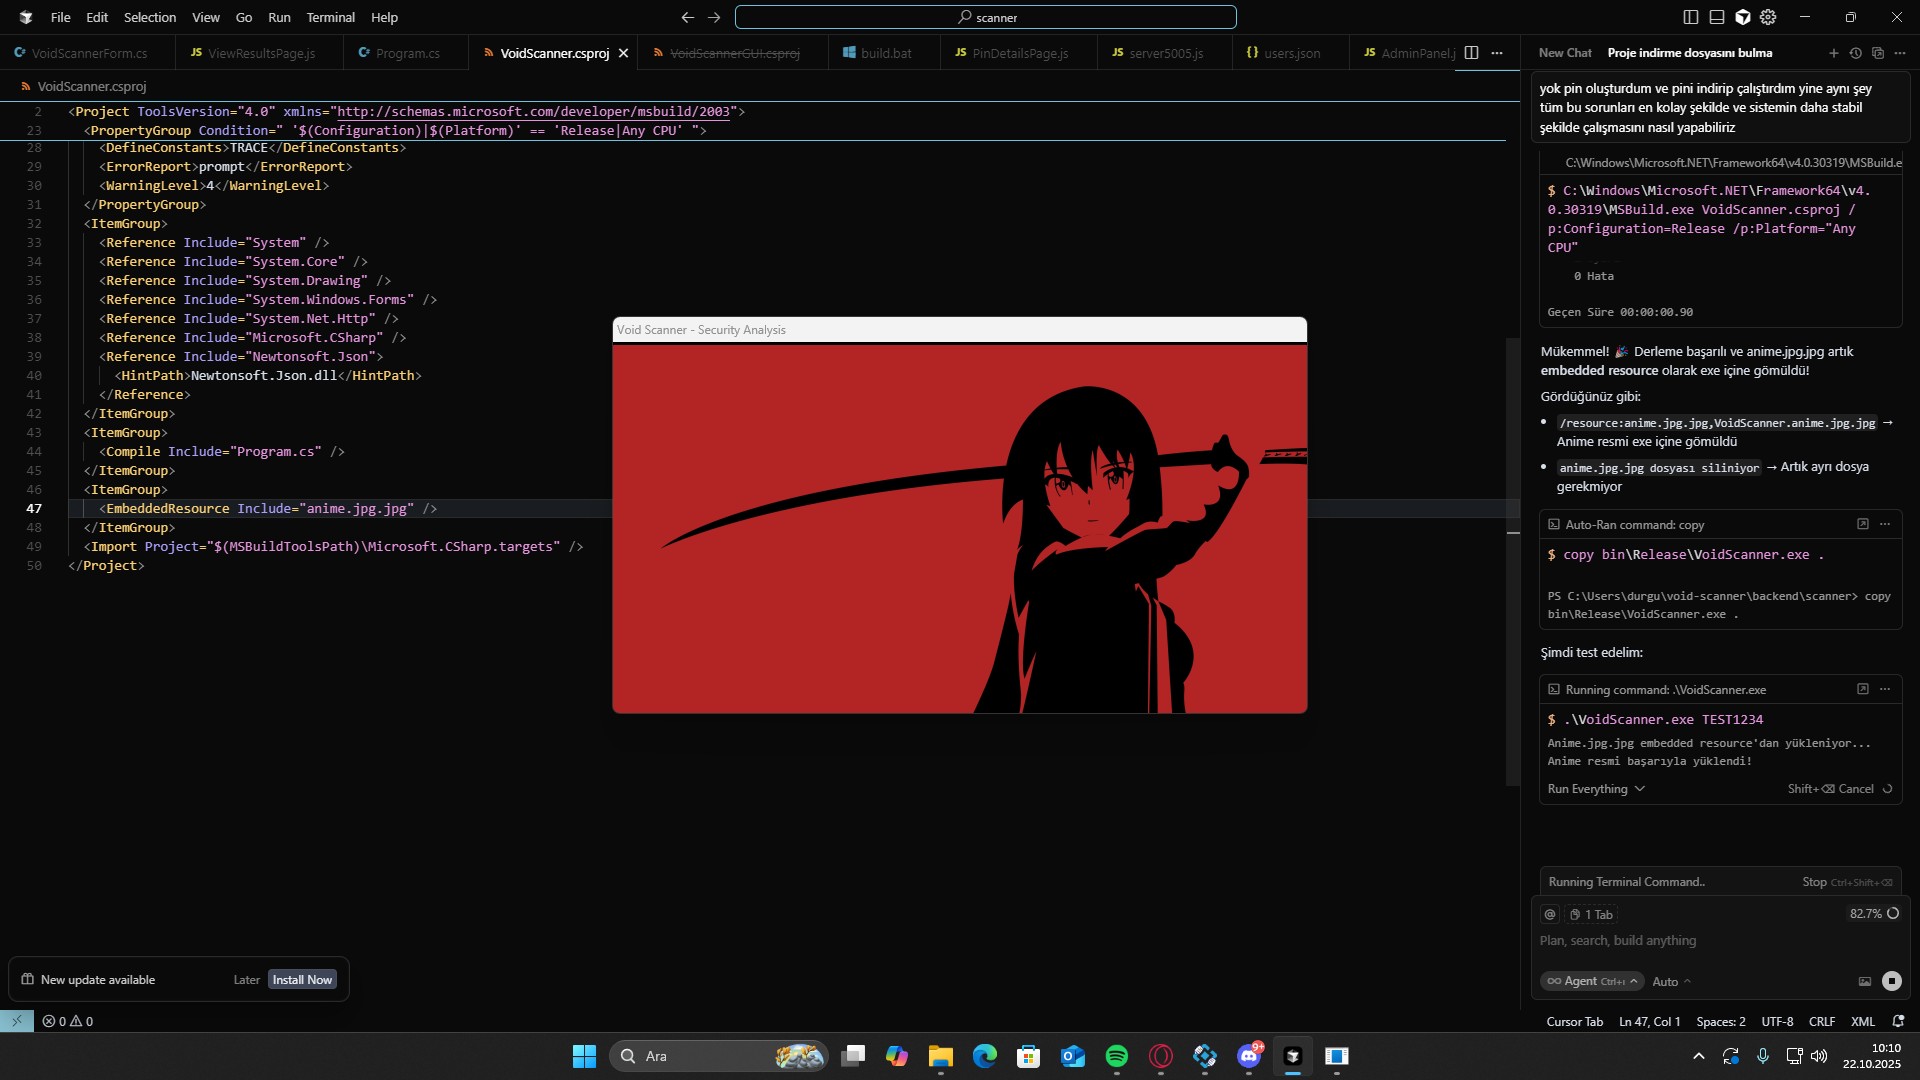 File Edit Selection View Go Run Terminal Help
scanner
VoidScannerForm.cs
JS ViewResultsPage.js
Program.cs
VoidScanner.csproj
VoidScannerGUI.csproj
build.bat
JS PinDetailsPage.js
JS server5005.js
{} users.json
JS AdminPanel.j
VoidScanner.csproj
2 <Project ToolsVersion="4.0" xmlns="http://schemas.microsoft.com/developer/msbuild/2003">
23 <PropertyGroup Condition=" '$(Configuration)|$(Platform)' == 'Release|Any CPU' ">
28 <DefineConstants>TRACE</DefineConstants>
29 <ErrorReport>prompt</ErrorReport>
30 <WarningLevel>4</WarningLevel>
31 </PropertyGroup>
32 <ItemGroup>
33 <Reference Include="System" />
34 <Reference Include="System.Core" />
35 <Reference Include="System.Drawing" />
36 <Reference Include="System.Windows.Forms" />
37 <Reference Include="System.Net.Http" />
38 <Reference Include="Microsoft.CSharp" />
39 <Reference Include="Newtonsoft.Json">
40 <HintPath>Newtonsoft.Json.dll</HintPath>
41 </Reference>
42 </ItemGroup>
43 <ItemGroup>
44 <Compile Include="Program.cs" />
45 </ItemGroup>
46 <ItemGroup>
47 <EmbeddedResource Include="anime.jpg.jpg" />
48 </ItemGroup>
49 <Import Project="$(MSBuildToolsPath)\Microsoft.CSharp.targets" />
50 </Project>
Void Scanner - Security Analysis
New Chat Proje indirme dosyasını bulma
yok pin oluşturdum ve pini indirip çalıştırdım yine aynı şey
tüm bu sorunları en kolay şekilde ve sistemin daha stabil
şekilde çalışmasını nasıl yapabiliriz
C:\Windows\Microsoft.NET\Framework64\v4.0.30319\MSBuild.e
$ C:\Windows\Microsoft.NET\Framework64\v4.
0.30319\MSBuild.exe VoidScanner.csproj /
p:Configuration=Release /p:Platform="Any
CPU"
0 Hata
Geçen Süre 00:00:00.90
Mükemmel! 🎉 Derleme başarılı ve anime.jpg.jpg artık
embedded resource olarak exe içine gömüldü!
Gördüğünüz gibi:
• /resource:anime.jpg.jpg,VoidScanner.anime.jpg.jpg →
Anime resmi exe içine gömüldü
• anime.jpg.jpg dosyası siliniyor → Artık ayrı dosya
gerekmiyor
Auto-Ran command: copy
$ copy bin\Release\VoidScanner.exe .
PS C:\Users\durgu\void-scanner\backend\scanner> copy
bin\Release\VoidScanner.exe .
Şimdi test edelim:
Running command: .\VoidScanner.exe
$ .\VoidScanner.exe TEST1234
Anime.jpg.jpg embedded resource'dan yükleniyor...
Anime resmi başarıyla yüklendi!
Run Everything Shift+⌫ Cancel
Running Terminal Command.. Stop Ctrl+Shift+⌫
@ 1 Tab 82.7%
Plan, search, build anything
∞ Agent Ctrl+I Auto
New update available Later Install Now
0 0
Cursor Tab Ln 47, Col 1 Spaces: 2 UTF-8 CRLF XML
Ara
9+
10:10
22.10.2025